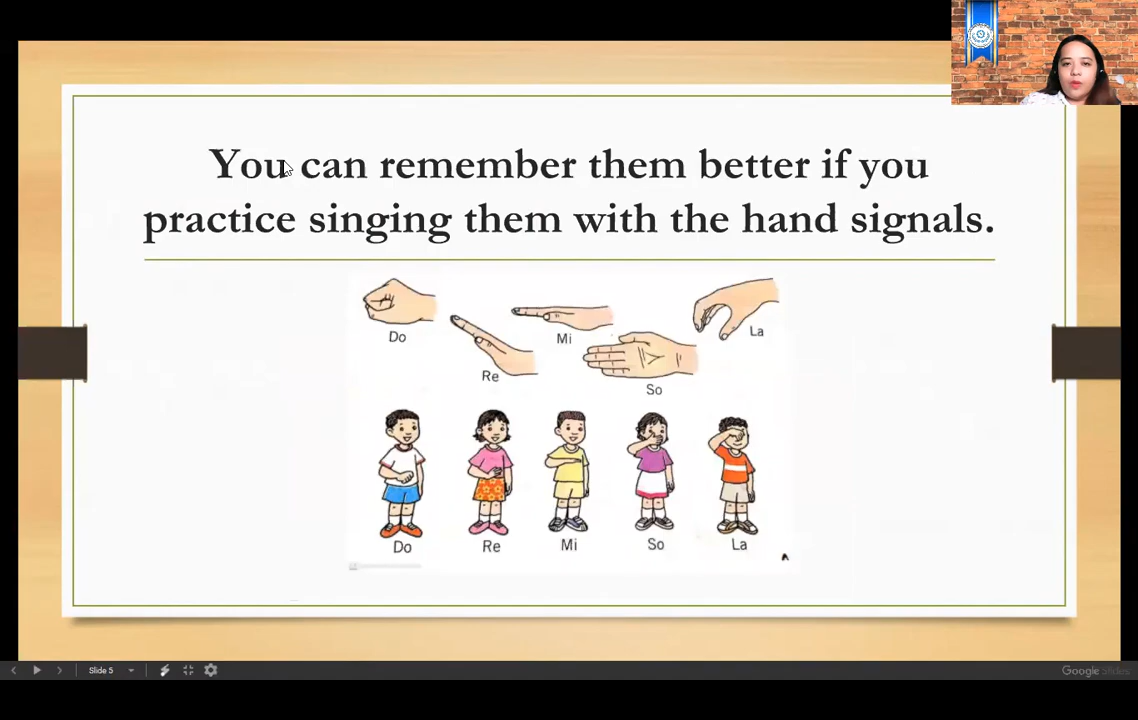 You can remember them better if you
practice singing them with the hand signals.
Do
Mi
La
Re
So
Do
Re
Mi
So
La
Slide 5
Google Slides